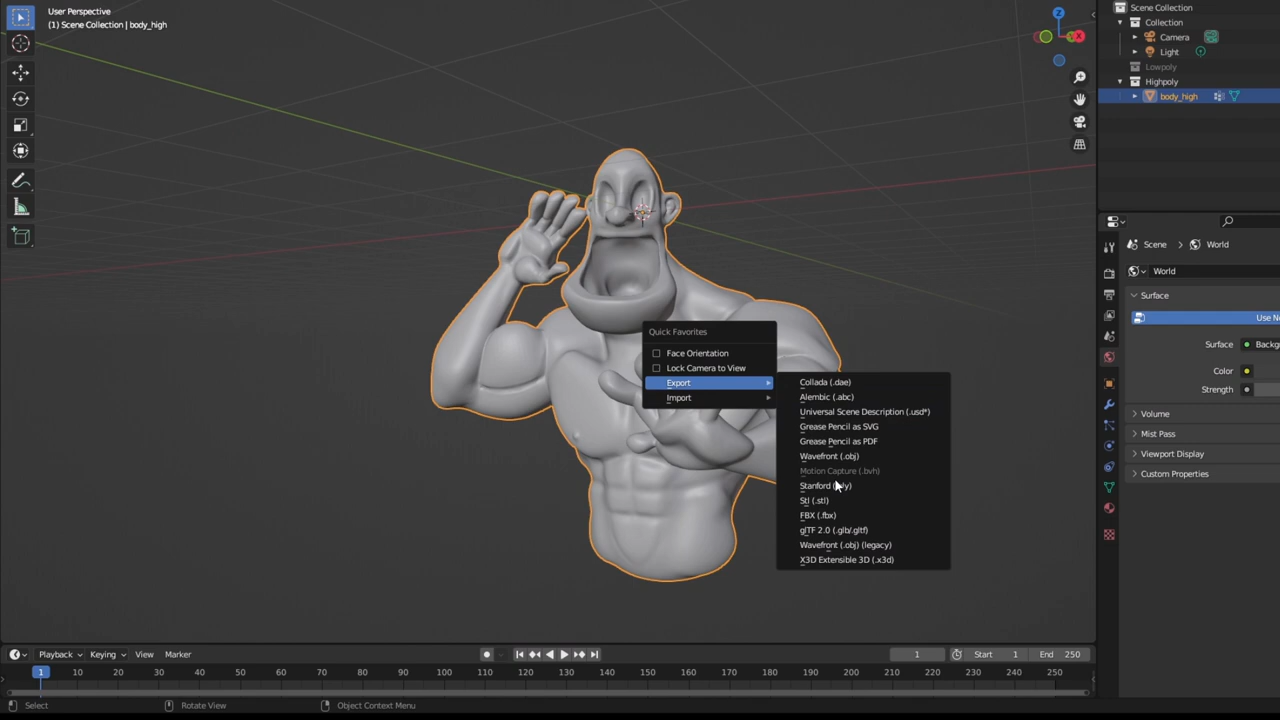 User Perspective
(1) Scene Collection | body_high
Z
X
Quick Favorites
Face Orientation
Lock Camera to View
Export
Import
Collada (.dae)
Alembic (.abc)
Universal Scene Description (.usd*)
Grease Pencil as SVG
Grease Pencil as PDF
Wavefront (.obj)
Motion Capture (.bvh)
Stanford
Stl (.stl)
FBX (.fbx)
glTF 2.0 (.glb/.gltf)
Wavefront (.obj) (legacy)
X3D Extensible 3D (.x3d)
Scene Collection
Collection
Camera
Light
Lowpoly
Highpoly
body_high
Scene > World
World
Surface
Use N
Surface: Backg
Color
Strength
Volume
Mist Pass
Viewport Display
Custom Properties
Playback Keying View Marker 1 Start 1 End 250
1 10 20 30 40 50 60 70 80 90 100 110 120 130 140 150 160 170 180 190 200 210 220 230 240 250
Select Rotate View Object Context Menu